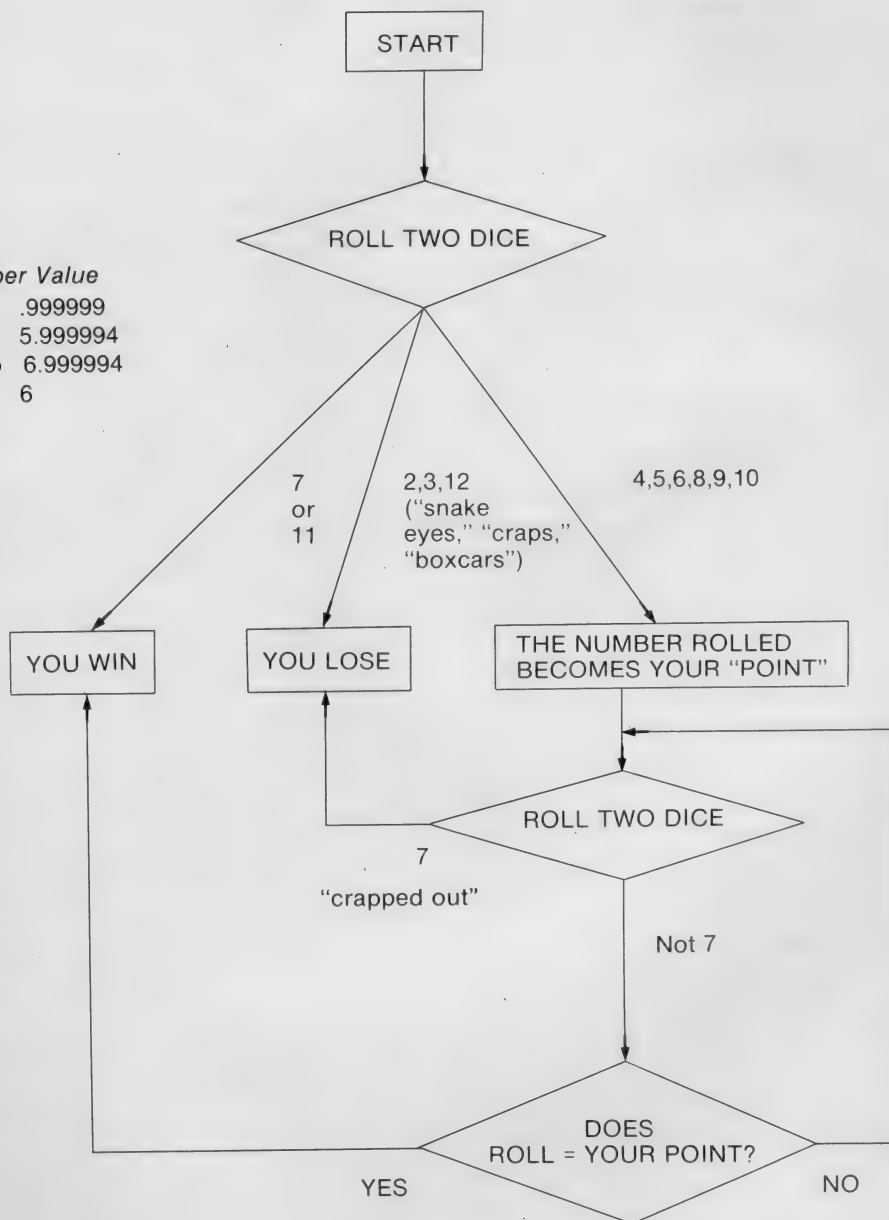 START
ROLL TWO DICE
Value
.999999
5.999994
6.999994
6
7
or
11
2,3,12
("snake
eyes," "craps,"
"boxcars")
4,5,6,8,9,10
YOU WIN
YOU LOSE
THE NUMBER ROLLED
BECOMES YOUR "POINT"
ROLL TWO DICE
7
"crapped out"
Not 7
DOES
ROLL = YOUR POINT?
YES
NO